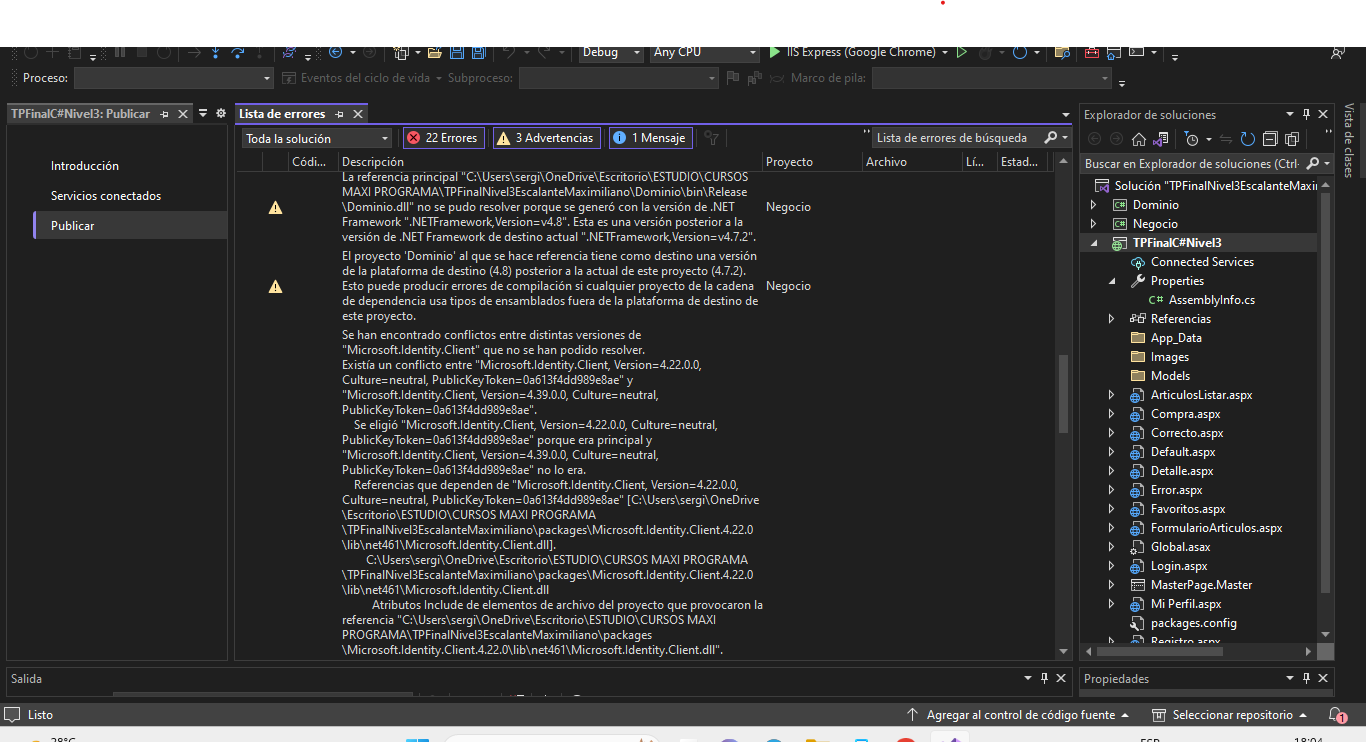 Debug
Any CPU
IIS Express (Google Chrome)
Proceso:
Eventos del ciclo de vida
Subproceso:
Marco de pila:
TPFinalC#Nivel3: Publicar
Introducción
Servicios conectados
Publicar
Lista de errores
Toda la solución
22 Errores
3 Advertencias
1 Mensaje
Lista de errores de búsqueda
Códi...
Descripción
Proyecto
Archivo
Lí...
Estad...
La referencia principal "C:\Users\sergi\OneDrive\Escritorio\ESTUDIO\CURSOS
MAXI PROGRAMA\TPFinalNivel3EscalanteMaximiliano\Dominio\bin\Release
\Dominio.dll" no se pudo resolver porque se generó con la versión de .NET
Framework ".NETFramework,Version=v4.8". Esta es una versión posterior a la
versión de .NET Framework de destino actual ".NETFramework,Version=v4.7.2".
Negocio
El proyecto 'Dominio' al que se hace referencia tiene como destino una versión
de la plataforma de destino (4.8) posterior a la actual de este proyecto (4.7.2).
Esto puede producir errores de compilación si cualquier proyecto de la cadena
de dependencia usa tipos de ensamblados fuera de la plataforma de destino de
este proyecto.
Negocio
Se han encontrado conflictos entre distintas versiones de
"Microsoft.Identity.Client" que no se han podido resolver.
Existía un conflicto entre "Microsoft.Identity.Client, Version=4.22.0.0,
Culture=neutral, PublicKeyToken=0a613f4dd989e8ae" y
"Microsoft.Identity.Client, Version=4.39.0.0, Culture=neutral,
PublicKeyToken=0a613f4dd989e8ae".
Se eligió "Microsoft.Identity.Client, Version=4.22.0.0, Culture=neutral,
PublicKeyToken=0a613f4dd989e8ae" porque era principal y
"Microsoft.Identity.Client, Version=4.39.0.0, Culture=neutral,
PublicKeyToken=0a613f4dd989e8ae" no lo era.
Referencias que dependen de "Microsoft.Identity.Client, Version=4.22.0.0,
Culture=neutral, PublicKeyToken=0a613f4dd989e8ae" [C:\Users\sergi\OneDrive
\Escritorio\ESTUDIO\CURSOS MAXI PROGRAMA
\TPFinalNivel3EscalanteMaximiliano\packages\Microsoft.Identity.Client.4.22.0
\lib\net461\Microsoft.Identity.Client.dll].
C:\Users\sergi\OneDrive\Escritorio\ESTUDIO\CURSOS MAXI PROGRAMA
\TPFinalNivel3EscalanteMaximiliano\packages\Microsoft.Identity.Client.4.22.0
\lib\net461\Microsoft.Identity.Client.dll
Atributos Include de elementos de archivo del proyecto que provocaron la
referencia "C:\Users\sergi\OneDrive\Escritorio\ESTUDIO\CURSOS MAXI
PROGRAMA\TPFinalNivel3EscalanteMaximiliano\packages
\Microsoft.Identity.Client.4.22.0\lib\net461\Microsoft.Identity.Client.dll".
Explorador de soluciones
Buscar en Explorador de soluciones (Ctrl
Solución "TPFinalNivel3EscalanteMaxi
Dominio
Negocio
TPFinalC#Nivel3
Connected Services
Properties
C# AssemblyInfo.cs
Referencias
App_Data
Images
Models
ArticulosListar.aspx
Compra.aspx
Correcto.aspx
Default.aspx
Detalle.aspx
Error.aspx
Favoritos.aspx
FormularioArticulos.aspx
Global.asax
Login.aspx
MasterPage.Master
Mi Perfil.aspx
packages.config
Registro.aspx
Vista de clases
Salida
Propiedades
Listo
Agregar al control de código fuente
Seleccionar repositorio
1
28°C
ESP
18:04